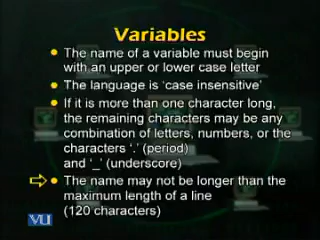 Variables
The name of a variable must begin
with an upper or lower case letter
The language is ‘case insensitive’
If it is more than one character long,
the remaining characters may be any
combination of letters, numbers, or the
characters ‘.’ (period)
and ‘_’ (underscore)
The name may not be longer than the
maximum length of a line
(120 characters)
VU